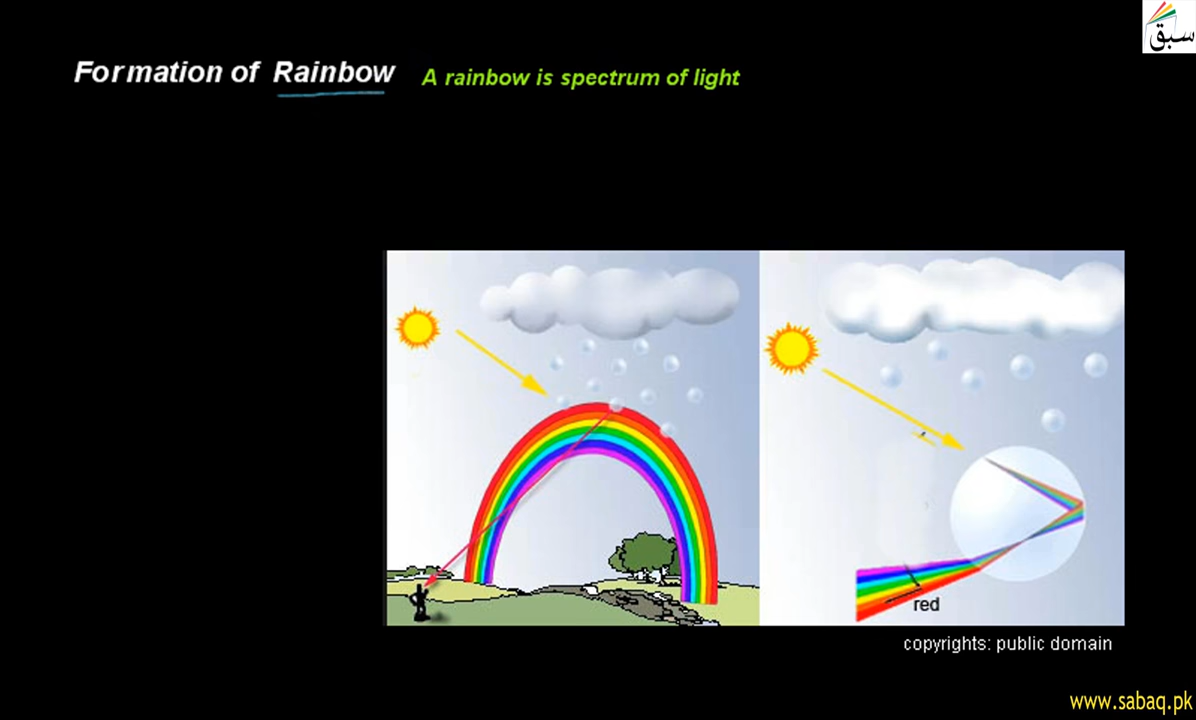 سبق
Formation of Rainbow
A rainbow is spectrum of light
red
copyrights: public domain
www.sabaq.pk